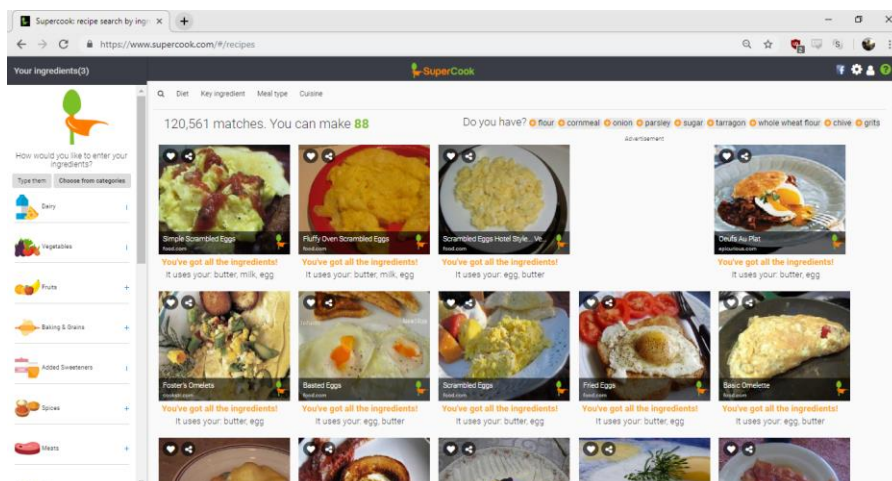 Supercook: recipe search by ingr
https://www.supercook.com/#/recipes
Your ingredients(3)
SuperCook
Diet Key ingredient Meal type Cuisine
120,561 matches. You can make 88
Do you have? flour cornmeal onion parsley sugar tarragon whole wheat flour chive grits
Advertisement
How would you like to enter your
ingredients?
Type them Choose from categories
Dairy
Vegetables
Fruits +
Baking & Grains +
Added Sweeteners
Spices +
Meats +
Simple Scrambled Eggs
food.com
You've got all the ingredients!
It uses your: butter, milk, egg
Fluffy Oven Scrambled Eggs
food.com
You've got all the ingredients!
It uses your: butter, milk, egg
Scrambled Eggs Hotel Style... Ve...
food.com
You've got all the ingredients!
It uses your: egg, butter
Oeufs Au Plat
epicurious.com
You've got all the ingredients!
It uses your: butter, egg
Foster's Omelets
You've got all the ingredients!
It uses your: butter, egg
Basted Eggs
food.com
You've got all the ingredients!
It uses your: egg, butter
Scrambled Eggs
food.com
You've got all the ingredients!
It uses your: butter, egg
Fried Eggs
food.com
You've got all the ingredients!
It uses your: butter, egg
Basic Omelette
food.com
You've got all the ingredients!
It uses your: egg, butter